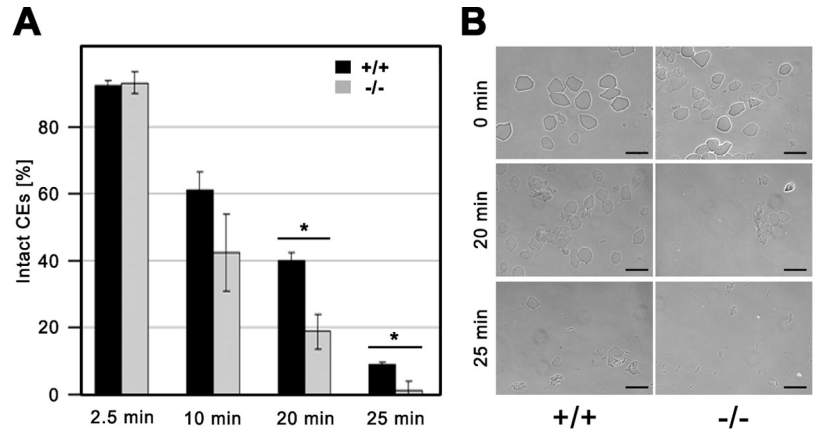 A
B
+/+
-/-
Intact CEs [%]
80
60
40
20
0
*
*
2.5 min
10 min
20 min
25 min
0 min
20 min
25 min
+/+
-/-